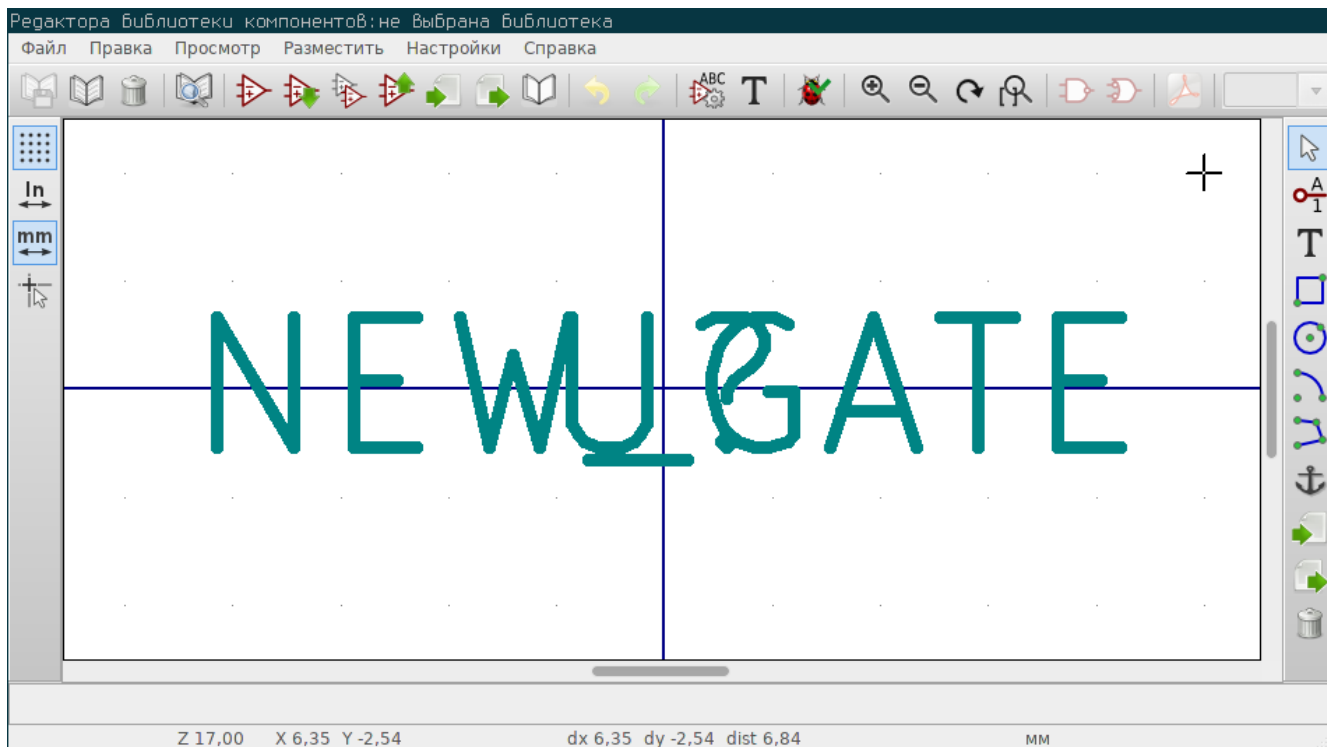 Редактора библиотеки компонентов:не выбрана библиотека
Файл Правка Просмотр Разместить Настройки Справка
ABC T
In
mm
A
1
T
NEW_GATE
U?
Z 17,00 X 6,35 Y -2,54 dx 6,35 dy -2,54 dist 6,84 мм